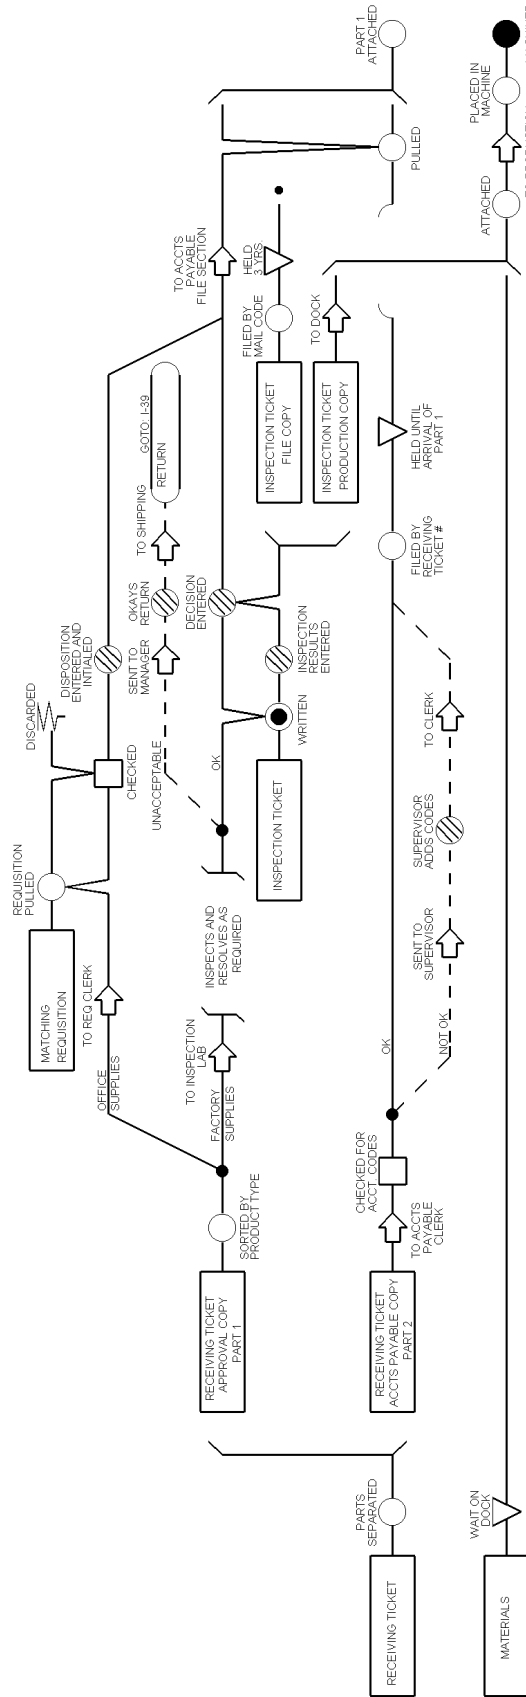 DISCARDED
REQUISITION
PULLED
MATCHING
REQUISITION
TO REQ CLERK
OFFICE
SUPPLIES
CHECKED
DISPOSITION
ENTERED AND
INTIALED
SENT TO
MANAGER
OKAYS
RETURN
TO SHIPPING
GOTO: I-39
RETURN
UNACCEPTABLE
TO ACCTS
PAYABLE
FILE SECTION
RECEIVING TICKET
APPROVAL COPY
PART 1
SORTED BY
PRODUCT TYPE
FACTORY
SUPPLIES
TO INSPECTION
LAB
INSPECTS AND
RESOLVES AS
REQUIRED
OK
DECISION
ENTERED
INSPECTION TICKET
WRITTEN
INSPECTION
RESULTS
ENTERED
INSPECTION TICKET
FILE COPY
FILED BY
MAIL CODE
HELD
3 YRS
INSPECTION TICKET
PRODUCTION COPY
TO DOCK
RECEIVING TICKET
PARTS
SEPARATED
RECEIVING TICKET
ACCTS PAYABLE COPY
PART 2
TO ACCTS
PAYABLE
CLERK
CHECKED FOR
ACCT. CODES
OK
NOT OK
SENT TO
SUPERVISOR
SUPERVISOR
ADDS CODES
TO CLERK
FILED BY
RECEIVING
TICKET #
HELD UNTIL
ARRIVAL OF
PART 1
PULLED
PART 1
ATTACHED
MATERIALS
WAIT ON
DOCK
ATTACHED
PLACED IN
MACHINE